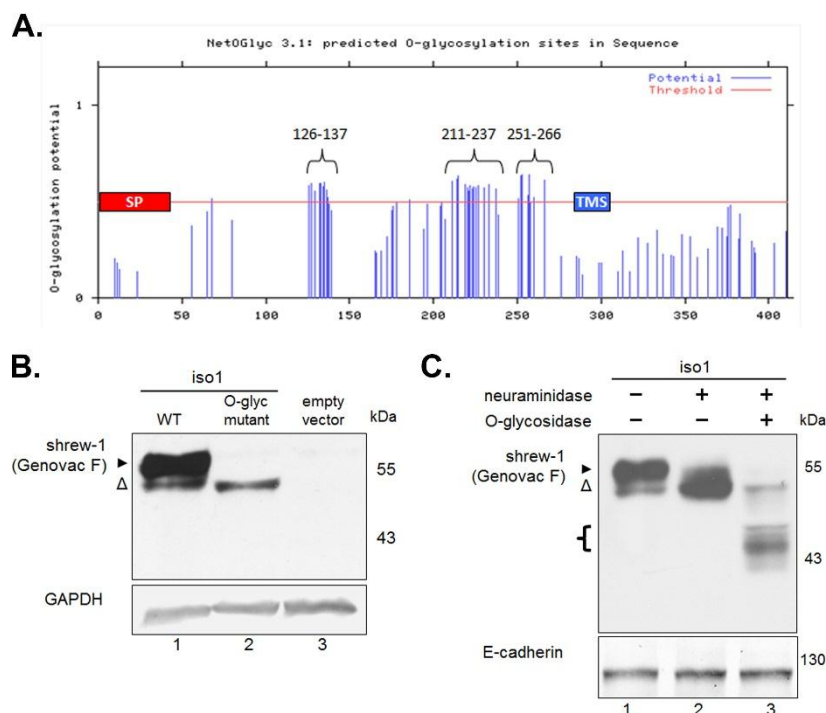 A.
NetOGlyc 3.1: predicted O-glycosylation sites in Sequence
Potential
Threshold
O-glycosylation potential
1
0
126-137
211-237
251-266
SP
TMS
0 50 100 150 200 250 300 350 400
B.
iso1
WT
O-glyc
mutant
empty
vector
kDa
shrew-1
(Genovac F)
55
43
GAPDH
1 2 3
C.
iso1
neuraminidase - + +
O-glycosidase - - +
kDa
shrew-1
(Genovac F)
55
43
E-cadherin
130
1 2 3